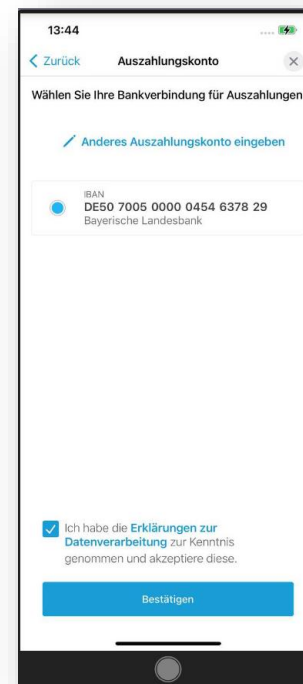 13:44
Zurück Auszahlungskonto
Wählen Sie Ihre Bankverbindung für Auszahlungen
Anderes Auszahlungskonto eingeben
IBAN
DE50 7005 0000 0454 6378 29
Bayerische Landesbank
Ich habe die Erklärungen zur
Datenverarbeitung zur Kenntnis
genommen und akzeptiere diese.
Bestätigen